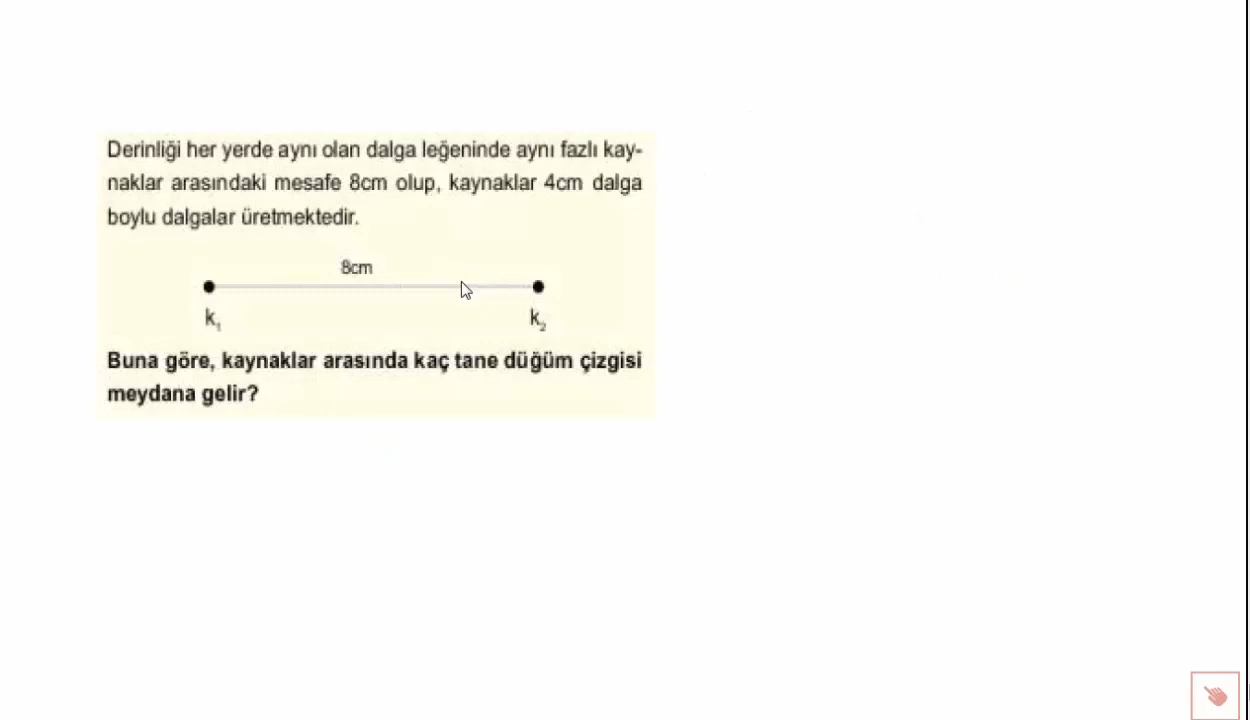 Derinliği her yerde aynı olan dalga leğeninde aynı fazlı kay-
naklar arasındaki mesafe 8cm olup, kaynaklar 4cm dalga
boylu dalgalar üretmektedir.
8cm
k₁ k₂
Buna göre, kaynaklar arasında kaç tane düğüm çizgisi
meydana gelir?